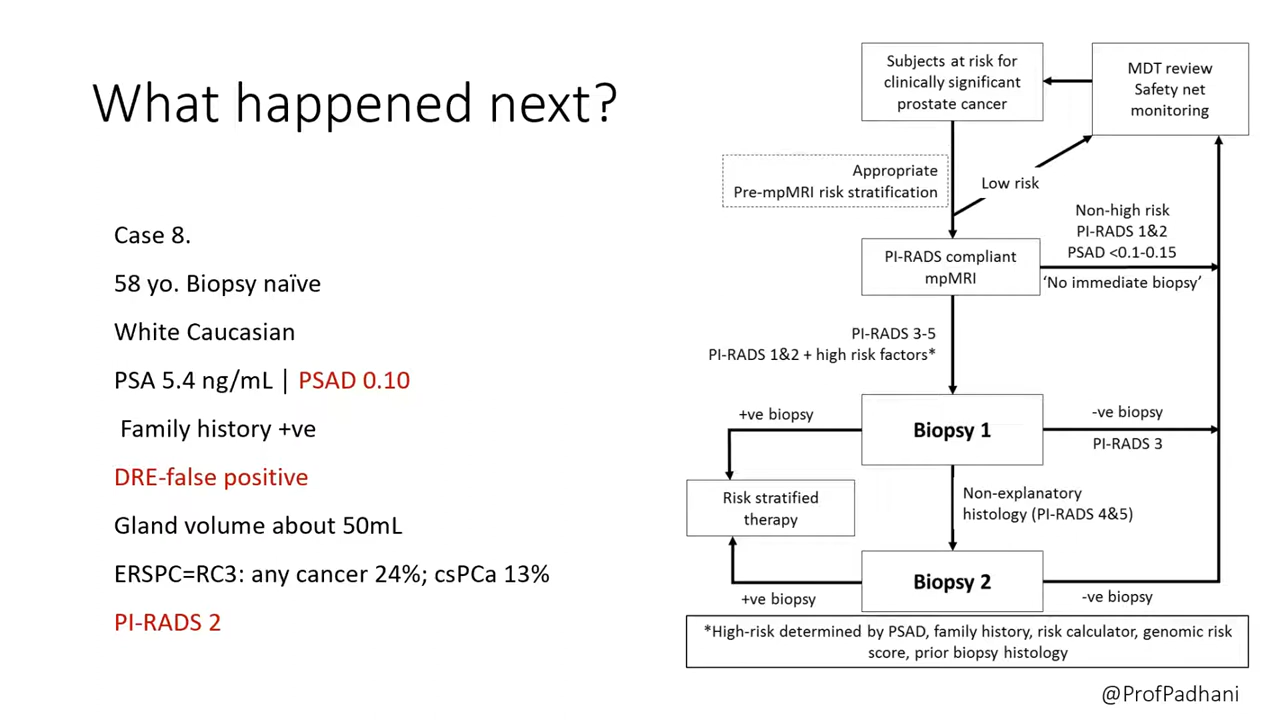 What happened next?
Case 8.
58 yo. Biopsy naïve
White Caucasian
PSA 5.4 ng/mL | PSAD 0.10
Family history +ve
DRE-false positive
Gland volume about 50mL
ERSPC=RC3: any cancer 24%; csPCa 13%
PI-RADS 2
Subjects at risk for
clinically significant
prostate cancer
MDT review
Safety net
monitoring
Appropriate
Pre-mpMRI risk stratification
Low risk
Non-high risk
PI-RADS 1&2
PSAD <0.1-0.15
PI-RADS compliant
mpMRI
‘No immediate biopsy’
PI-RADS 3-5
PI-RADS 1&2 + high risk factors*
+ve biopsy
Biopsy 1
-ve biopsy
PI-RADS 3
Risk stratified
therapy
Non-explanatory
histology (PI-RADS 4&5)
Biopsy 2
+ve biopsy
-ve biopsy
*High-risk determined by PSAD, family history, risk calculator, genomic risk
score, prior biopsy histology
@ProfPadhani